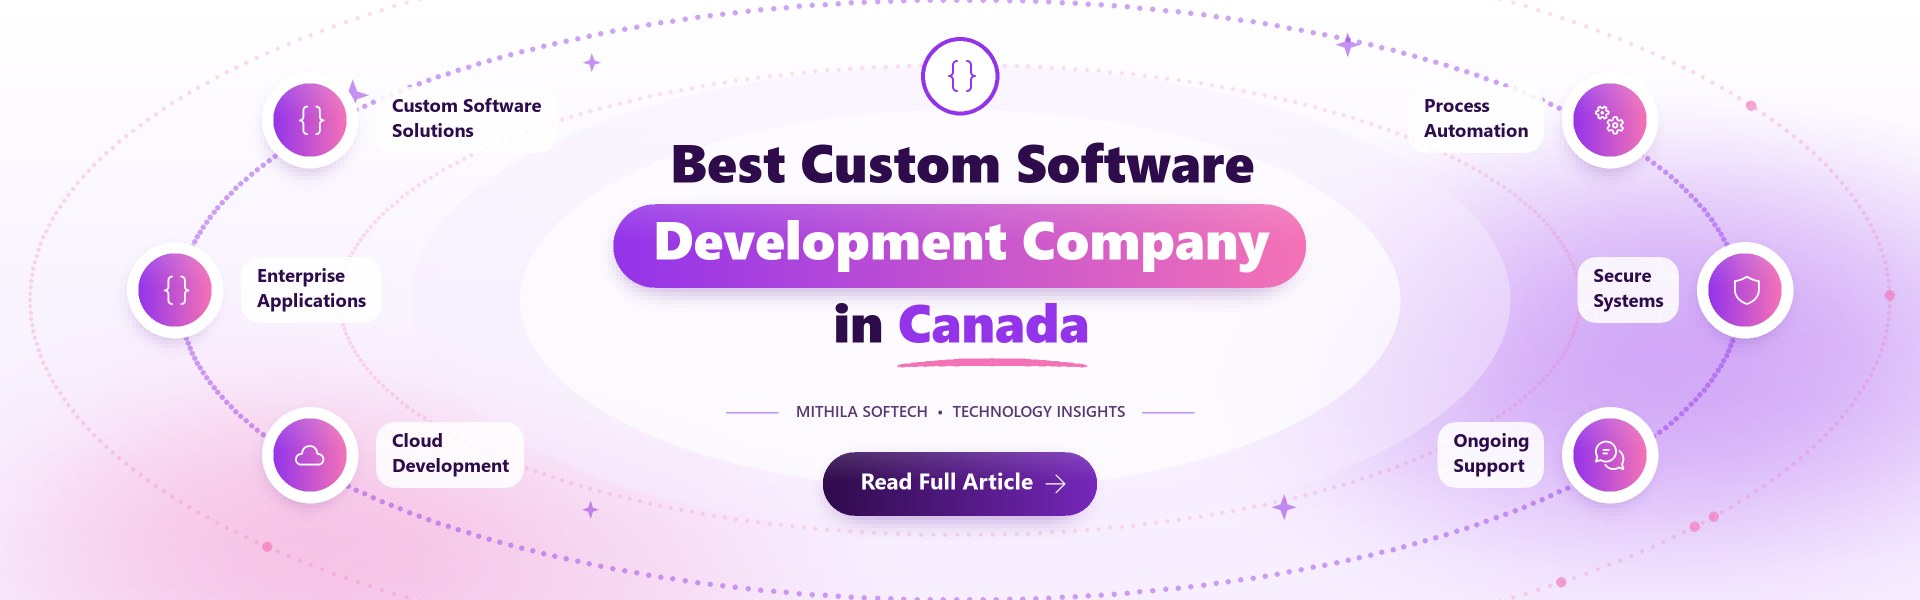 { }
Best Custom Software
Development Company
in Canada
MITHILA SOFTECH • TECHNOLOGY INSIGHTS
Read Full Article →
{ }
Custom Software
Solutions
{ }
Enterprise
Applications
Cloud
Development
Process
Automation
Secure
Systems
Ongoing
Support